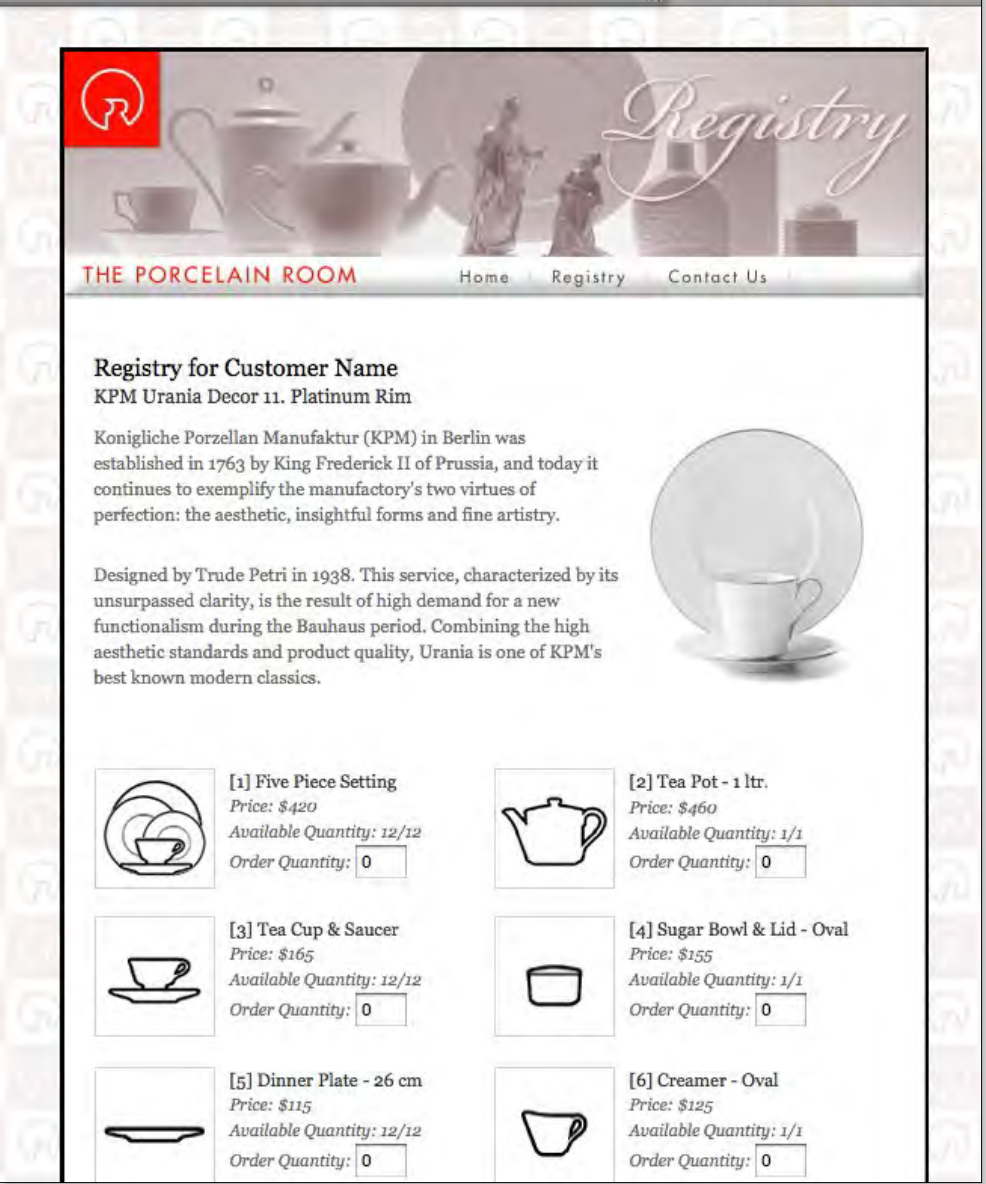 Registry
THE PORCELAIN ROOM
Home Registry Contact Us
Registry for Customer Name
KPM Urania Decor 11. Platinum Rim
Konigliche Porzellan Manufaktur (KPM) in Berlin was
established in 1763 by King Frederick II of Prussia, and today it
continues to exemplify the manufactory's two virtues of
perfection: the aesthetic, insightful forms and fine artistry.
Designed by Trude Petri in 1938. This service, characterized by its
unsurpassed clarity, is the result of high demand for a new
functionalism during the Bauhaus period. Combining the high
aesthetic standards and product quality, Urania is one of KPM's
best known modern classics.
[1] Five Piece Setting
Price: $420
Available Quantity: 12/12
Order Quantity: 0
[2] Tea Pot - 1 ltr.
Price: $460
Available Quantity: 1/1
Order Quantity: 0
[3] Tea Cup & Saucer
Price: $165
Available Quantity: 12/12
Order Quantity: 0
[4] Sugar Bowl & Lid - Oval
Price: $155
Available Quantity: 1/1
Order Quantity: 0
[5] Dinner Plate - 26 cm
Price: $115
Available Quantity: 12/12
Order Quantity: 0
[6] Creamer - Oval
Price: $125
Available Quantity: 1/1
Order Quantity: 0